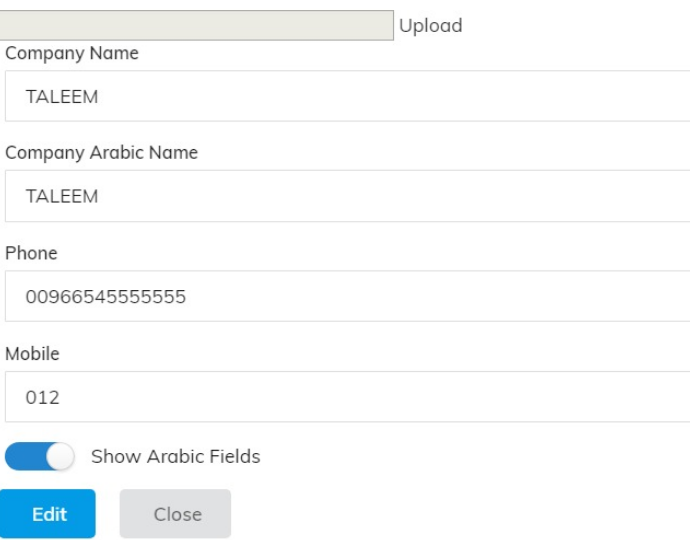 Upload
Company Name
TALEEM
Company Arabic Name
TALEEM
Phone
00966545555555
Mobile
012
Show Arabic Fields
Edit Close